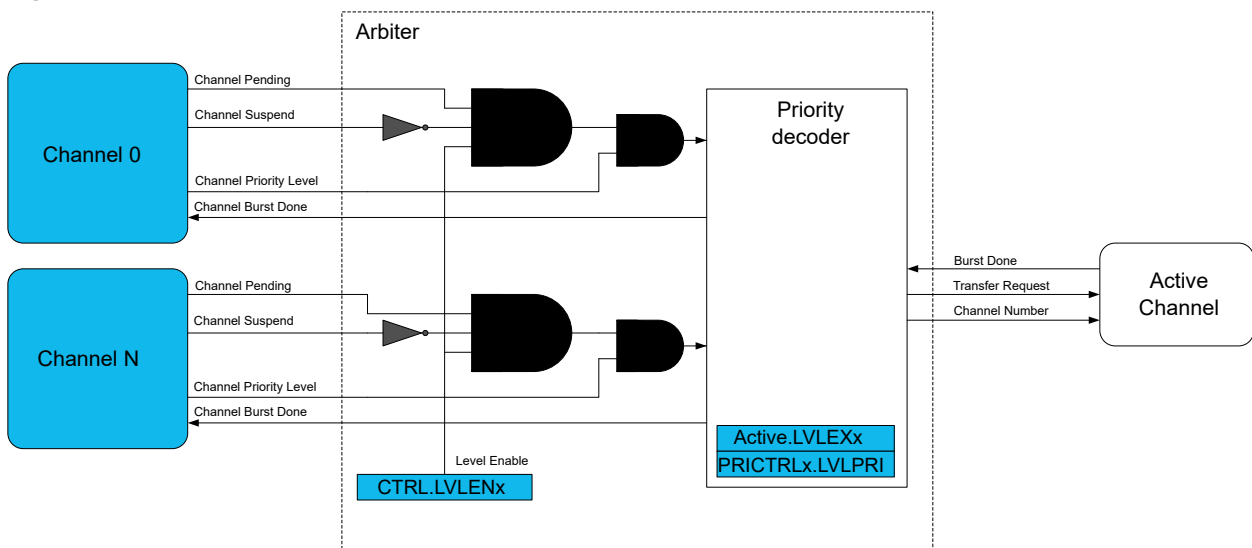 Arbiter
Channel Pending
Channel Suspend
Channel 0
Channel Priority Level
Channel Burst Done
Priority
decoder
Channel Pending
Channel Suspend
Channel N
Channel Priority Level
Channel Burst Done
Burst Done
Transfer Request
Channel Number
Active
Channel
Active.LVLEXx
PRICTRLx.LVLPRI
Level Enable
CTRL.LVLENx